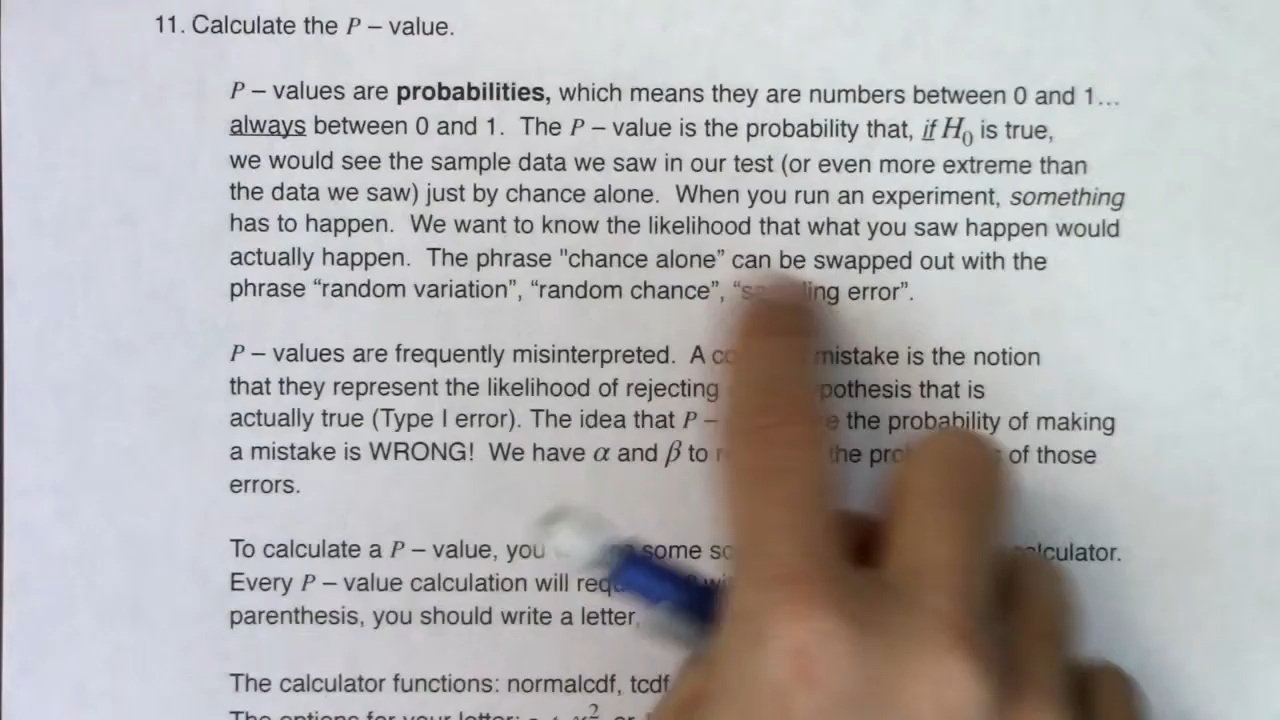 11. Calculate the P – value.
P – values are probabilities, which means they are numbers between 0 and 1…
always between 0 and 1. The P – value is the probability that, if H₀ is true,
we would see the sample data we saw in our test (or even more extreme than
the data we saw) just by chance alone. When you run an experiment, something
has to happen. We want to know the likelihood that what you saw happen would
actually happen. The phrase "chance alone” can be swapped out with the
phrase “random variation”, “random chance”, error”.
P – values are frequently misinterpreted. A mistake is the notion
that they represent the likelihood of rejecting
actually true (Type I error). The idea that P – the probability of making
a mistake is WRONG! We have α and β to the of those
errors.
To calculate a P – value, you some calculator.
Every P – value calculation will
parenthesis, you should write a letter,
The calculator functions: normalcdf, tcdf
The options for your letter: